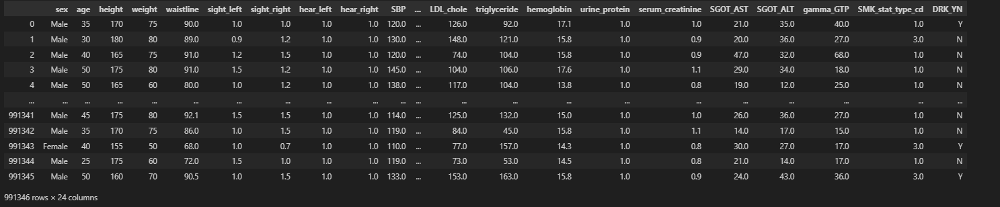 sex age height weight waistline sight_left sight_right hear_left hear_right SBP ... LDL_chole triglyceride hemoglobin urine_protein serum_creatinine SGOT_AST SGOT_ALT gamma_GTP SMK_stat_type_cd DRK_YN
0 Male 35 170 75 90.0 1.0 1.0 1.0 1.0 120.0 ... 126.0 92.0 17.1 1.0 1.0 21.0 35.0 40.0 1.0 Y
1 Male 30 180 80 89.0 0.9 1.2 1.0 1.0 130.0 ... 148.0 121.0 15.8 1.0 0.9 20.0 36.0 27.0 3.0 N
2 Male 40 165 75 91.0 1.2 1.5 1.0 1.0 120.0 ... 74.0 104.0 15.8 1.0 0.9 47.0 32.0 68.0 1.0 N
3 Male 50 175 80 91.0 1.5 1.2 1.0 1.0 145.0 ... 104.0 106.0 17.6 1.0 1.1 29.0 34.0 18.0 1.0 N
4 Male 50 165 60 80.0 1.0 1.2 1.0 1.0 138.0 ... 117.0 104.0 13.8 1.0 0.8 19.0 12.0 25.0 1.0 N
... ... ... ... ... ... ... ... ... ... ... ... ... ... ... ... ... ... ... ... ... ...
991341 Male 45 175 80 92.1 1.5 1.5 1.0 1.0 114.0 ... 125.0 132.0 15.0 1.0 1.0 26.0 36.0 27.0 1.0 N
991342 Male 35 170 75 86.0 1.0 1.5 1.0 1.0 119.0 ... 84.0 45.0 15.8 1.0 1.1 14.0 17.0 15.0 1.0 N
991343 Female 40 155 50 68.0 1.0 0.7 1.0 1.0 110.0 ... 77.0 157.0 14.3 1.0 0.8 30.0 27.0 17.0 3.0 Y
991344 Male 25 175 60 72.0 1.5 1.0 1.0 1.0 119.0 ... 73.0 53.0 14.5 1.0 0.8 21.0 14.0 17.0 1.0 N
991345 Male 50 160 70 90.5 1.0 1.5 1.0 1.0 133.0 ... 153.0 163.0 15.8 1.0 0.9 24.0 43.0 36.0 3.0 Y
991346 rows × 24 columns